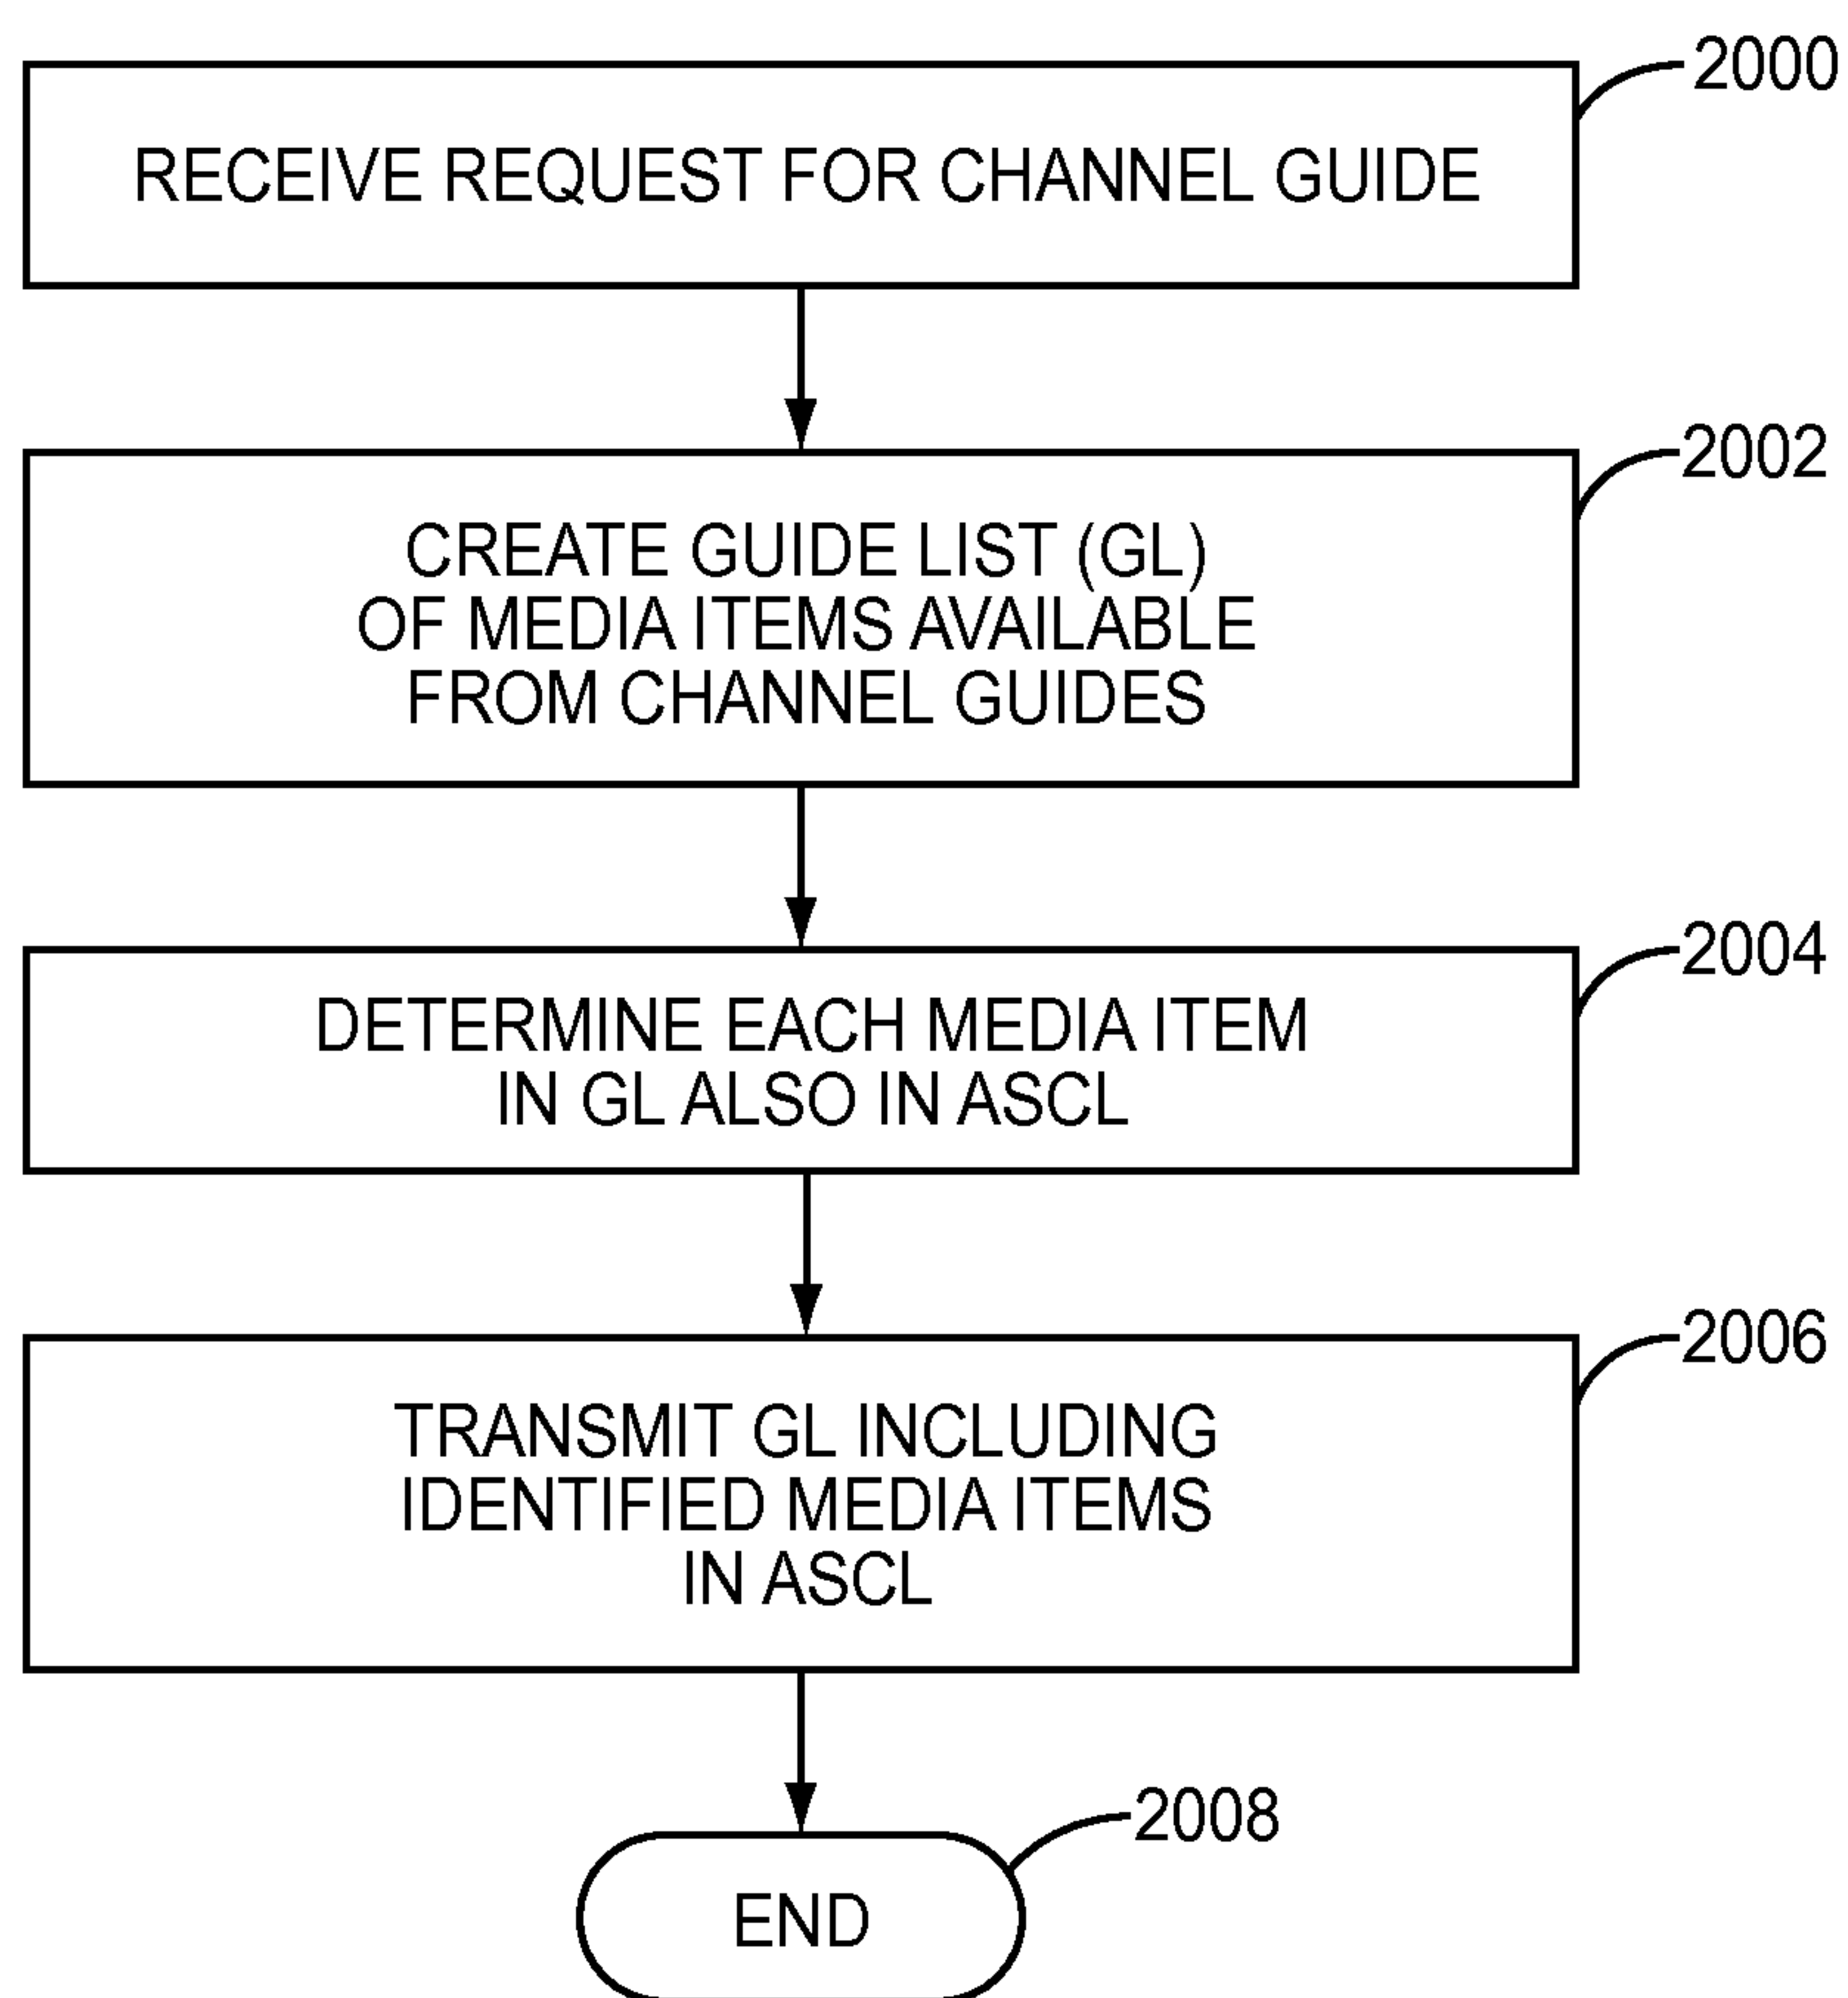 2000
RECEIVE REQUEST FOR CHANNEL GUIDE
2002
CREATE GUIDE LIST (GL)
OF MEDIA ITEMS AVAILABLE
FROM CHANNEL GUIDES
2004
DETERMINE EACH MEDIA ITEM
IN GL ALSO IN ASCL
2006
TRANSMIT GL INCLUDING
IDENTIFIED MEDIA ITEMS
IN ASCL
2008
END